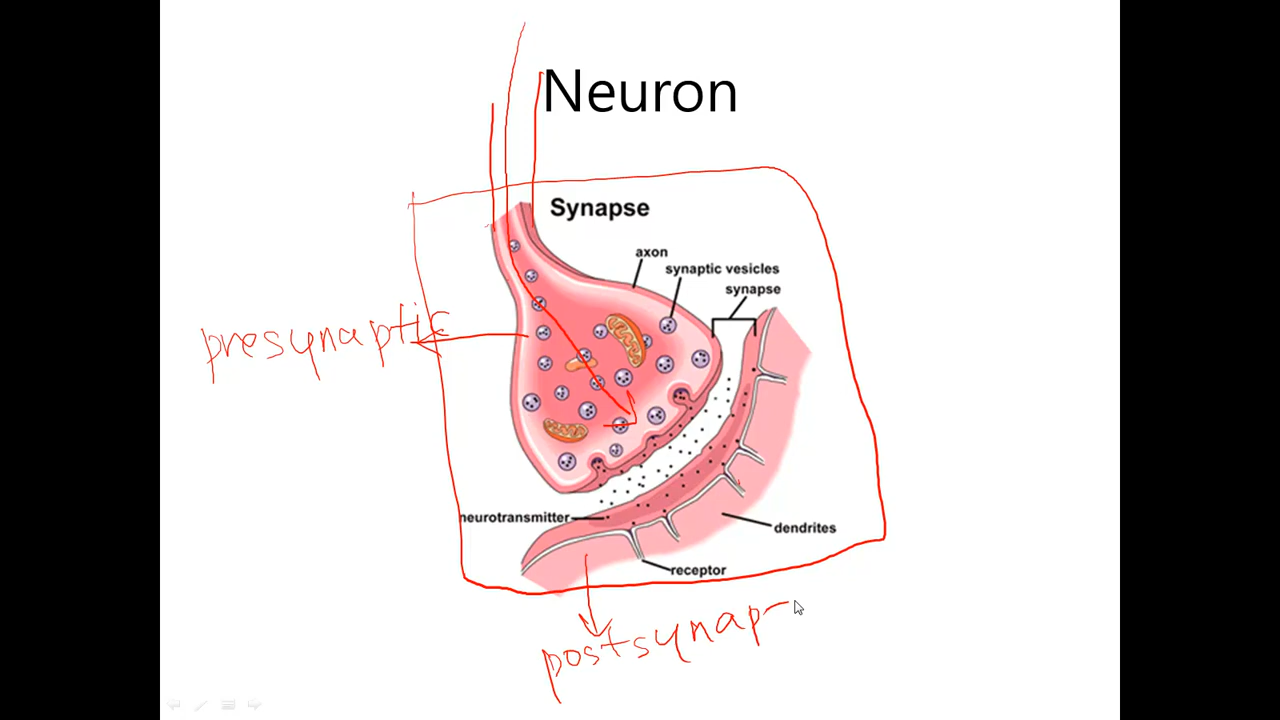 Neuron
Synapse
axon
synaptic vesicles
synapse
presynaptic
neurotransmitter
dendrites
receptor
postsynap